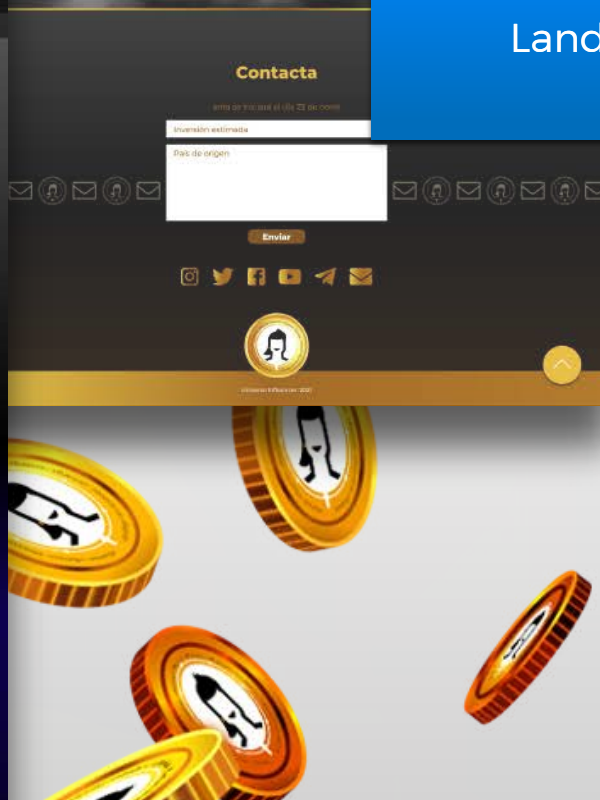 Land
Contacta
Inversión estimada
País de origen
Enviar